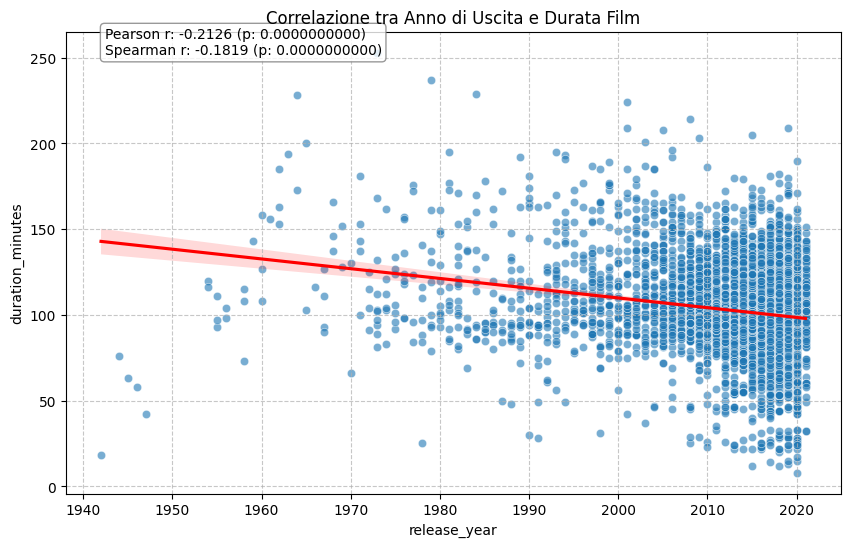 Correlazione tra Anno di Uscita e Durata Film
Pearson r: -0.2126 (p: 0.0000000000)
Spearman r: -0.1819 (p: 0.0000000000)
250
200
150
100
50
0
duration_minutes
1940 1950 1960 1970 1980 1990 2000 2010 2020
release_year